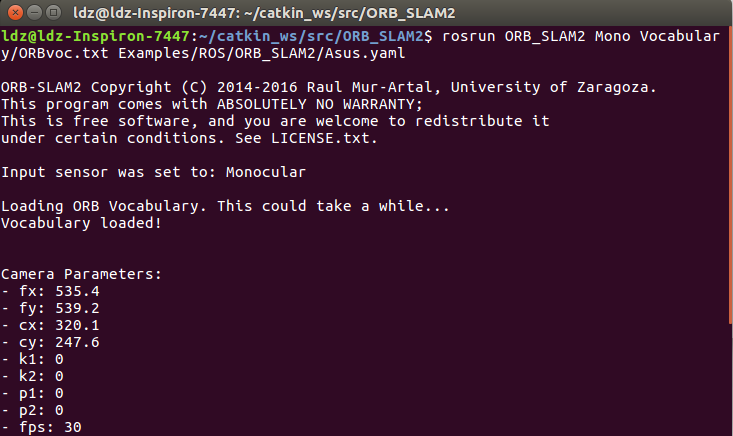 ldz@ldz-Inspiron-7447: ~/catkin_ws/src/ORB_SLAM2
ldz@ldz-Inspiron-7447:~/catkin_ws/src/ORB_SLAM2$ rosrun ORB_SLAM2 Mono Vocabular
y/ORBvoc.txt Examples/ROS/ORB_SLAM2/Asus.yaml
ORB-SLAM2 Copyright (C) 2014-2016 Raul Mur-Artal, University of Zaragoza.
This program comes with ABSOLUTELY NO WARRANTY;
This is free software, and you are welcome to redistribute it
under certain conditions. See LICENSE.txt.
Input sensor was set to: Monocular
Loading ORB Vocabulary. This could take a while...
Vocabulary loaded!
Camera Parameters:
- fx: 535.4
- fy: 539.2
- cx: 320.1
- cy: 247.6
- k1: 0
- k2: 0
- p1: 0
- p2: 0
- fps: 30